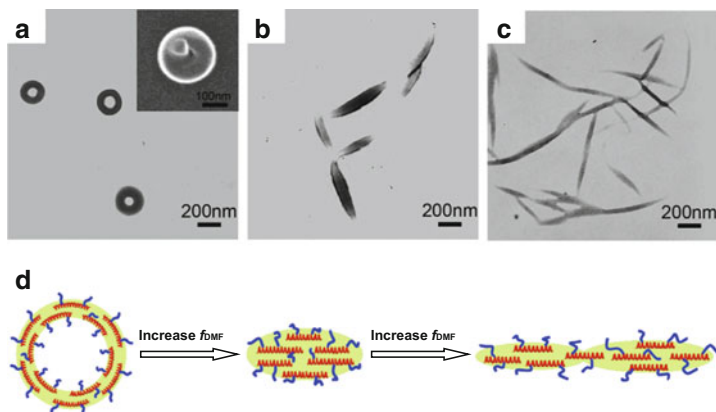 a
100nm
200nm
b
200nm
c
200nm
d
Increase fDMF
Increase fDMF